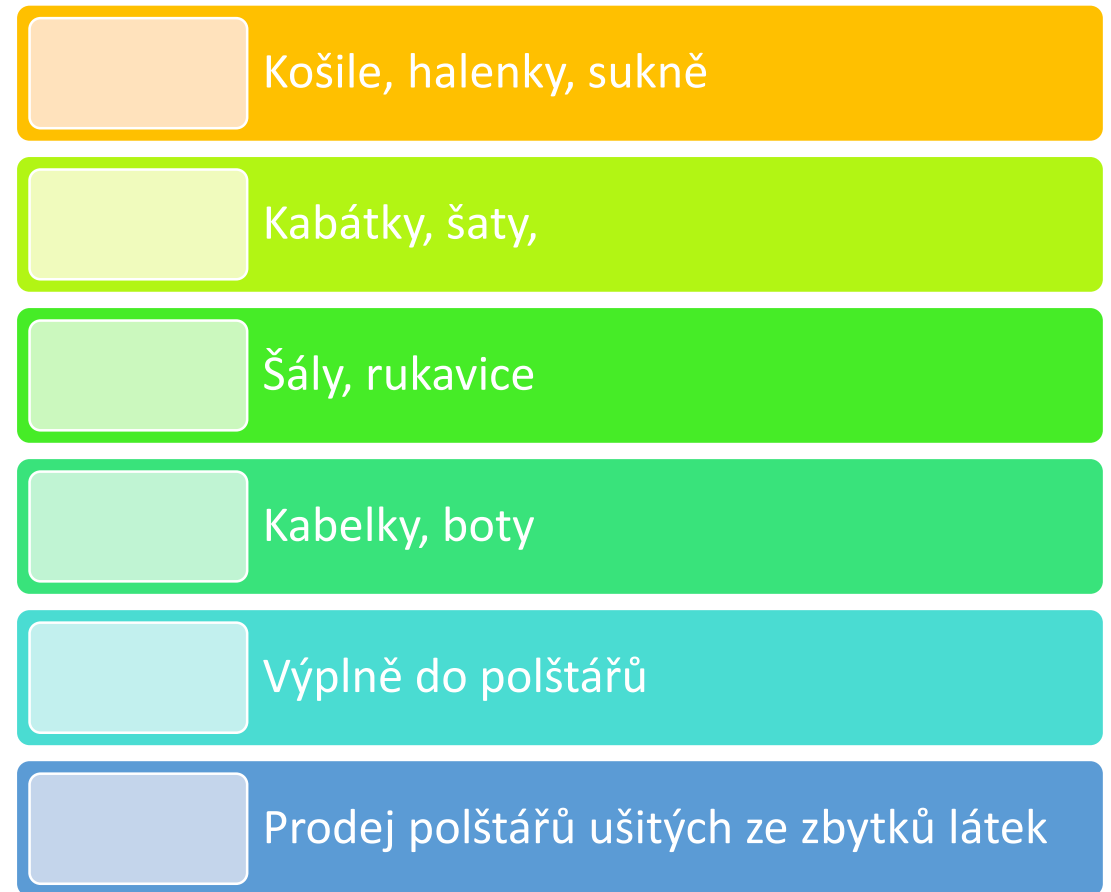 Košile, halenky, sukně
Kabátky, šaty,
Šály, rukavice
Kabelky, boty
Výplně do polštářů
Prodej polštářů ušitých ze zbytků látek